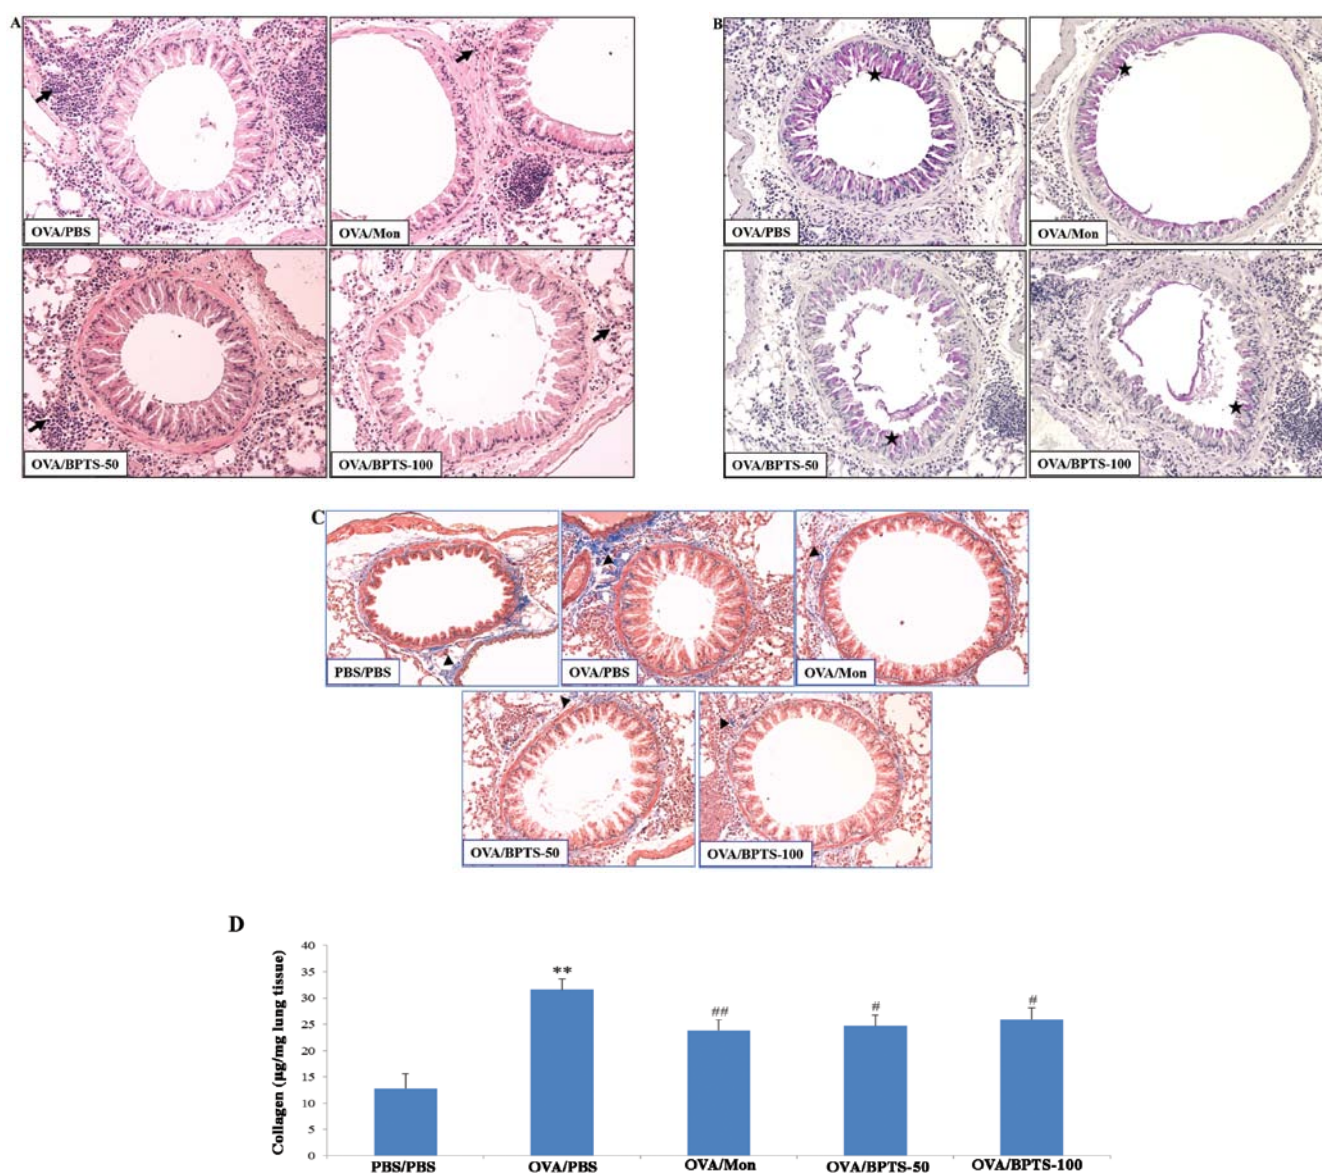 A
B
OVA/PBS
OVA/Mon
OVA/PBS
OVA/Mon
OVA/BPTS-50
OVA/BPTS-100
OVA/BPTS-50
OVA/BPTS-100
C
PBS/PBS
OVA/PBS
OVA/Mon
OVA/BPTS-50
OVA/BPTS-100
D
Collagen (µg/mg lung tissue)
40
35
30
25
20
15
10
5
0
**
##
#
#
PBS/PBS OVA/PBS OVA/Mon OVA/BPTS-50 OVA/BPTS-100